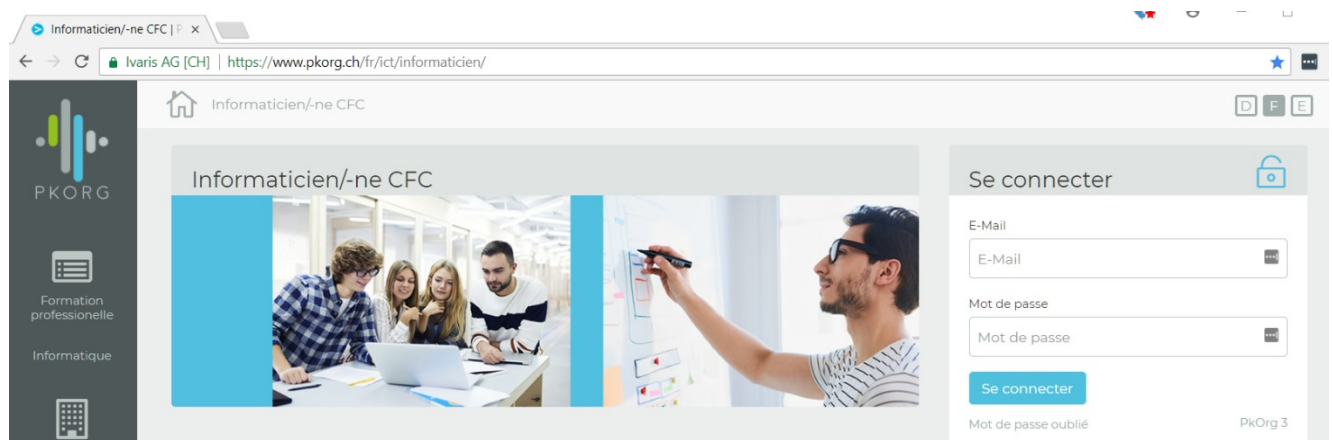 Informaticien/-ne CFC | P
Ivaris AG [CH] | https://www.pkorg.ch/fr/ict/informaticien/
Informaticien/-ne CFC
D F E
PKORG
Informaticien/-ne CFC
Se connecter
E-Mail
E-Mail
Formation
professionelle
Mot de passe
Mot de passe
Informatique
Se connecter
Mot de passe oublié
PkOrg 3